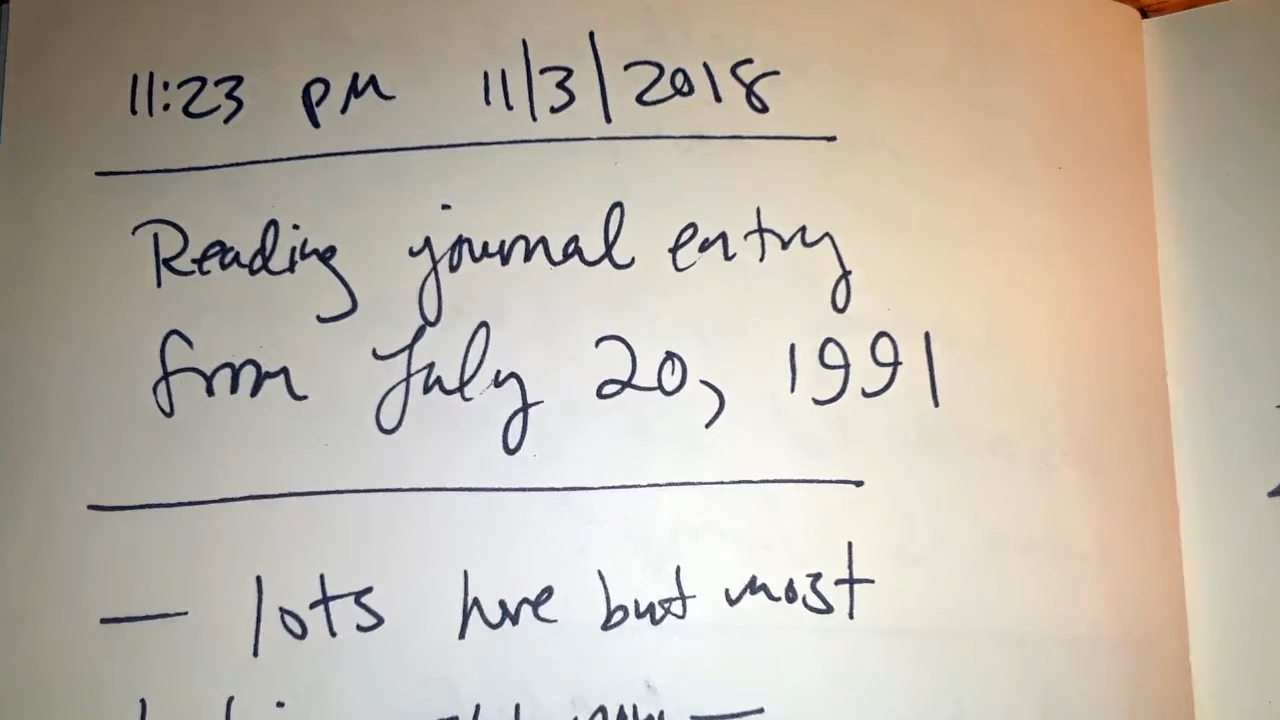 11:23 pm 11/3/2018
Reading journal entry
from July 20, 1991
— lots here but most